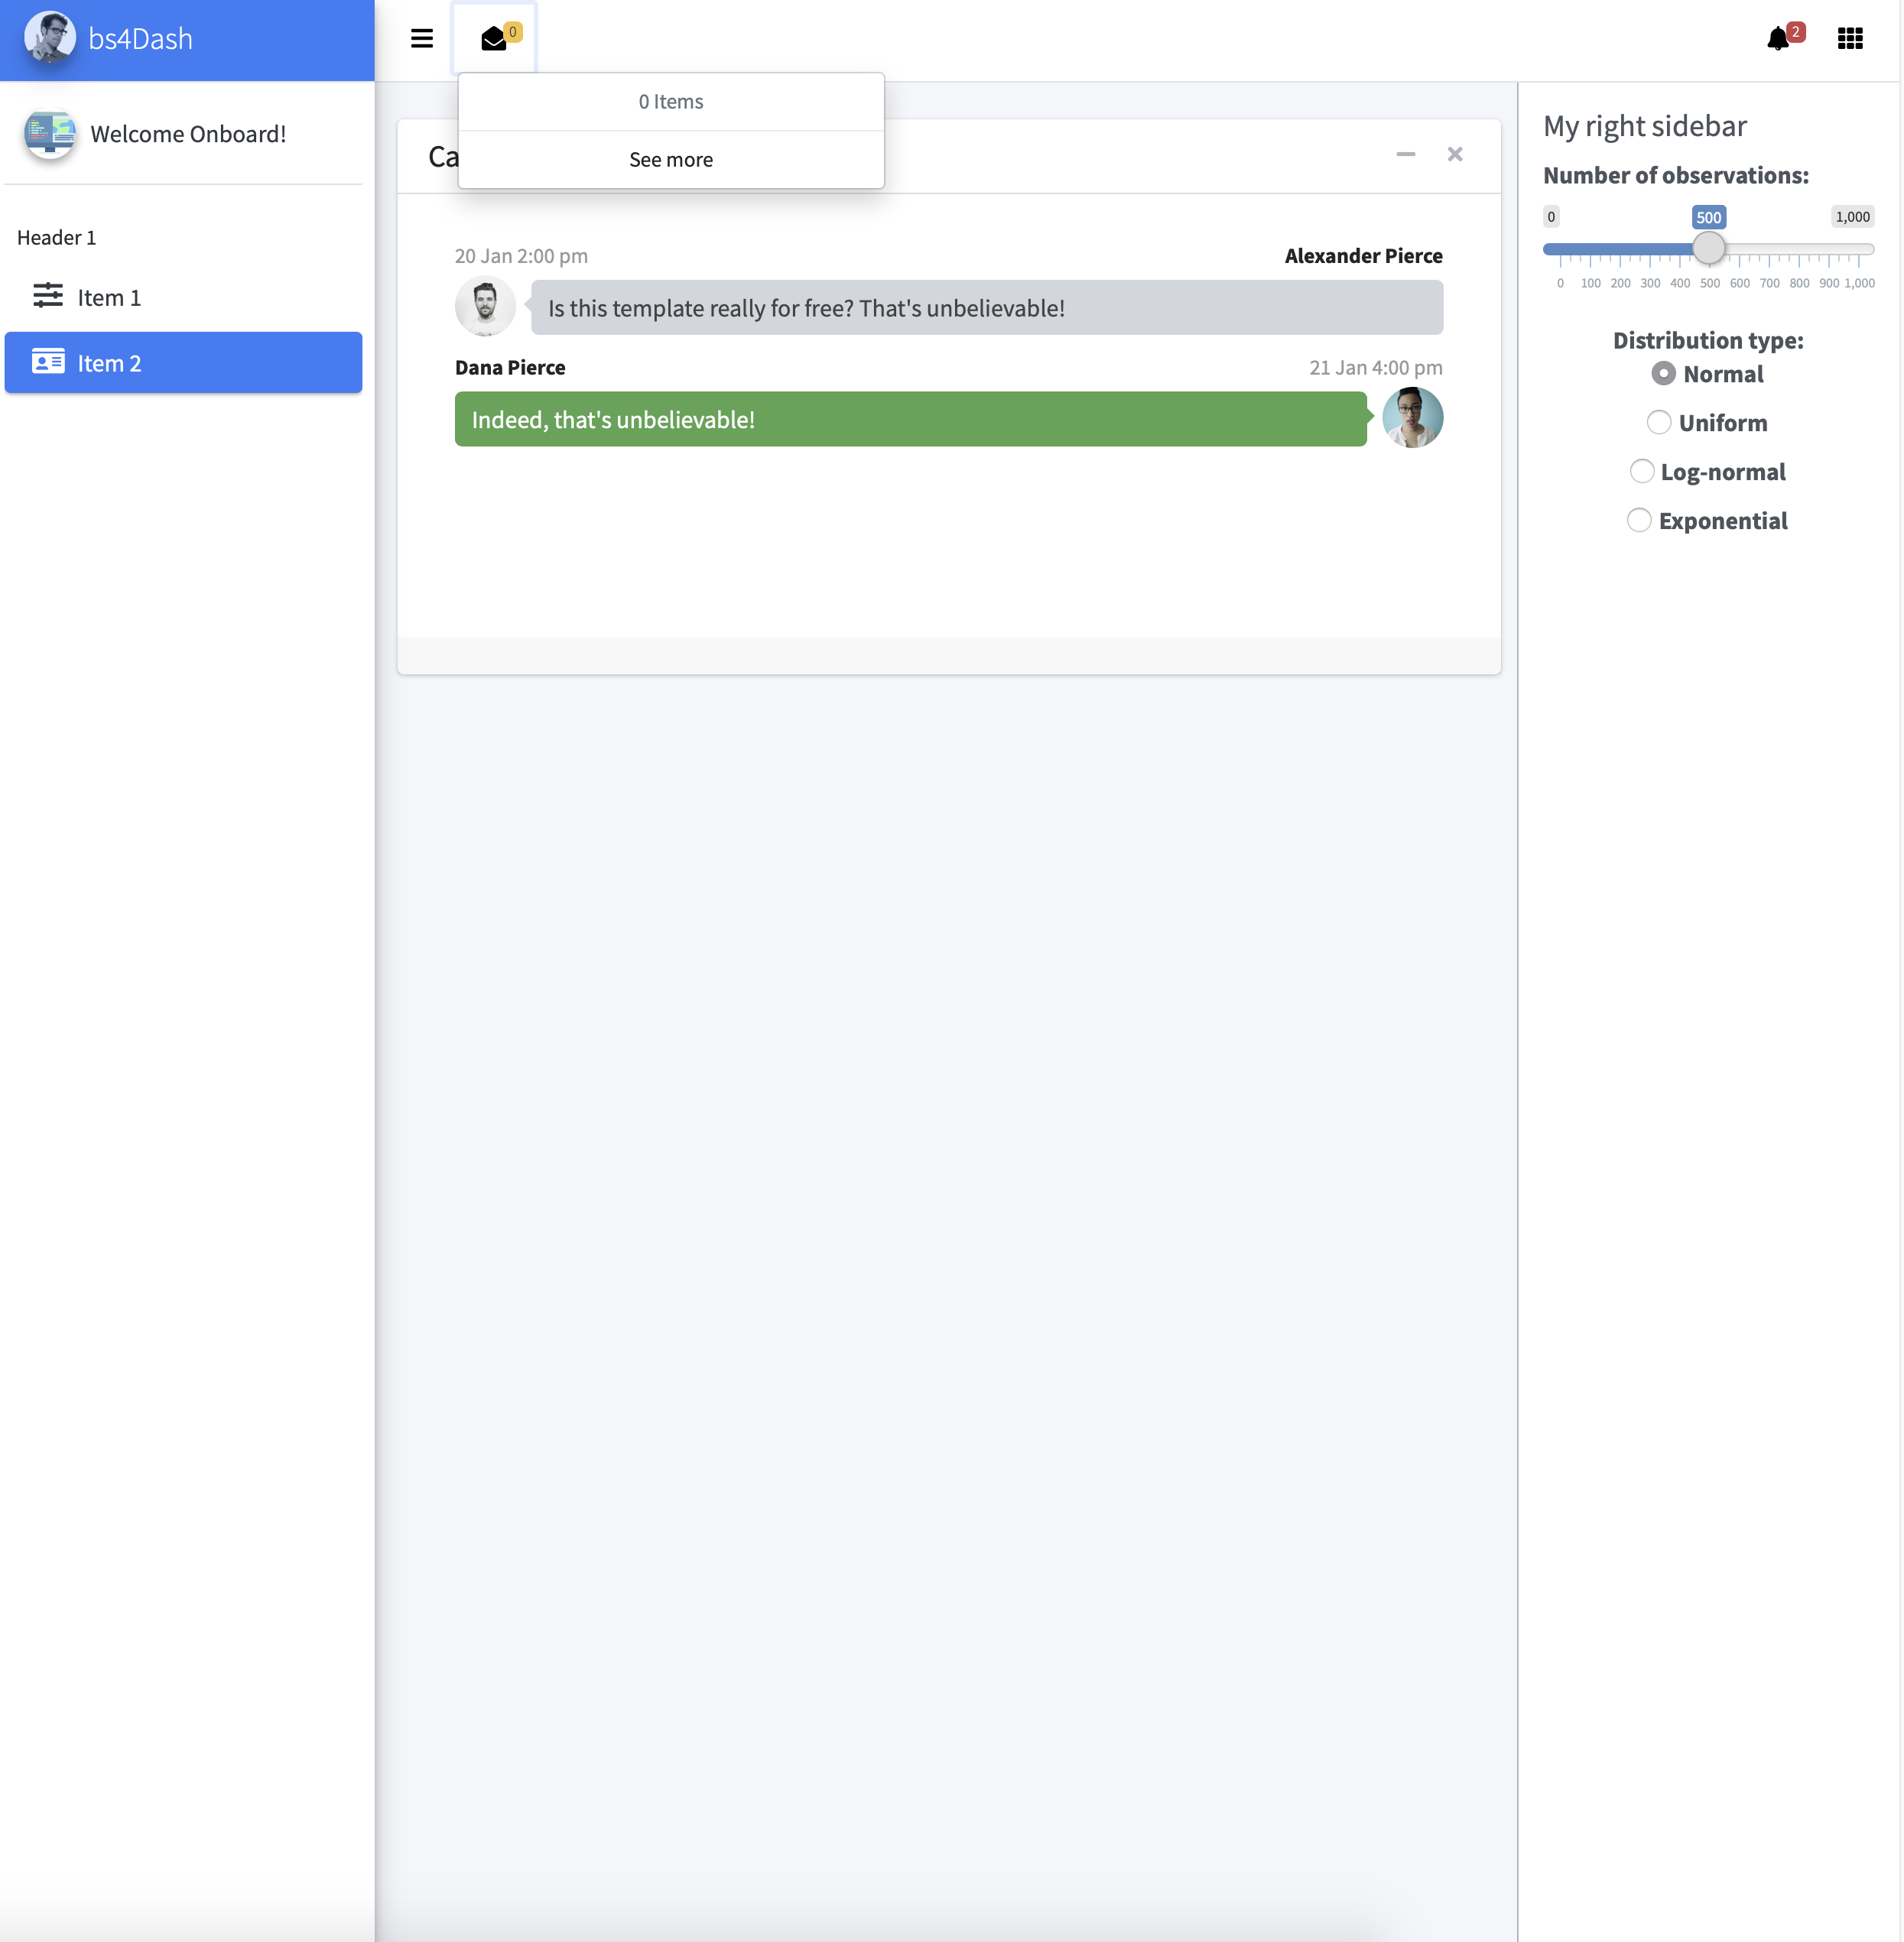 bs4Dash
0
2
Welcome Onboard!
Header 1
Item 1
Item 2
0 Items
See more
Ca
20 Jan 2:00 pm
Alexander Pierce
Is this template really for free? That's unbelievable!
Dana Pierce
21 Jan 4:00 pm
Indeed, that's unbelievable!
My right sidebar
Number of observations:
0 500 1,000
0 100 200 300 400 500 600 700 800 900 1,000
Distribution type:
Normal
Uniform
Log-normal
Exponential